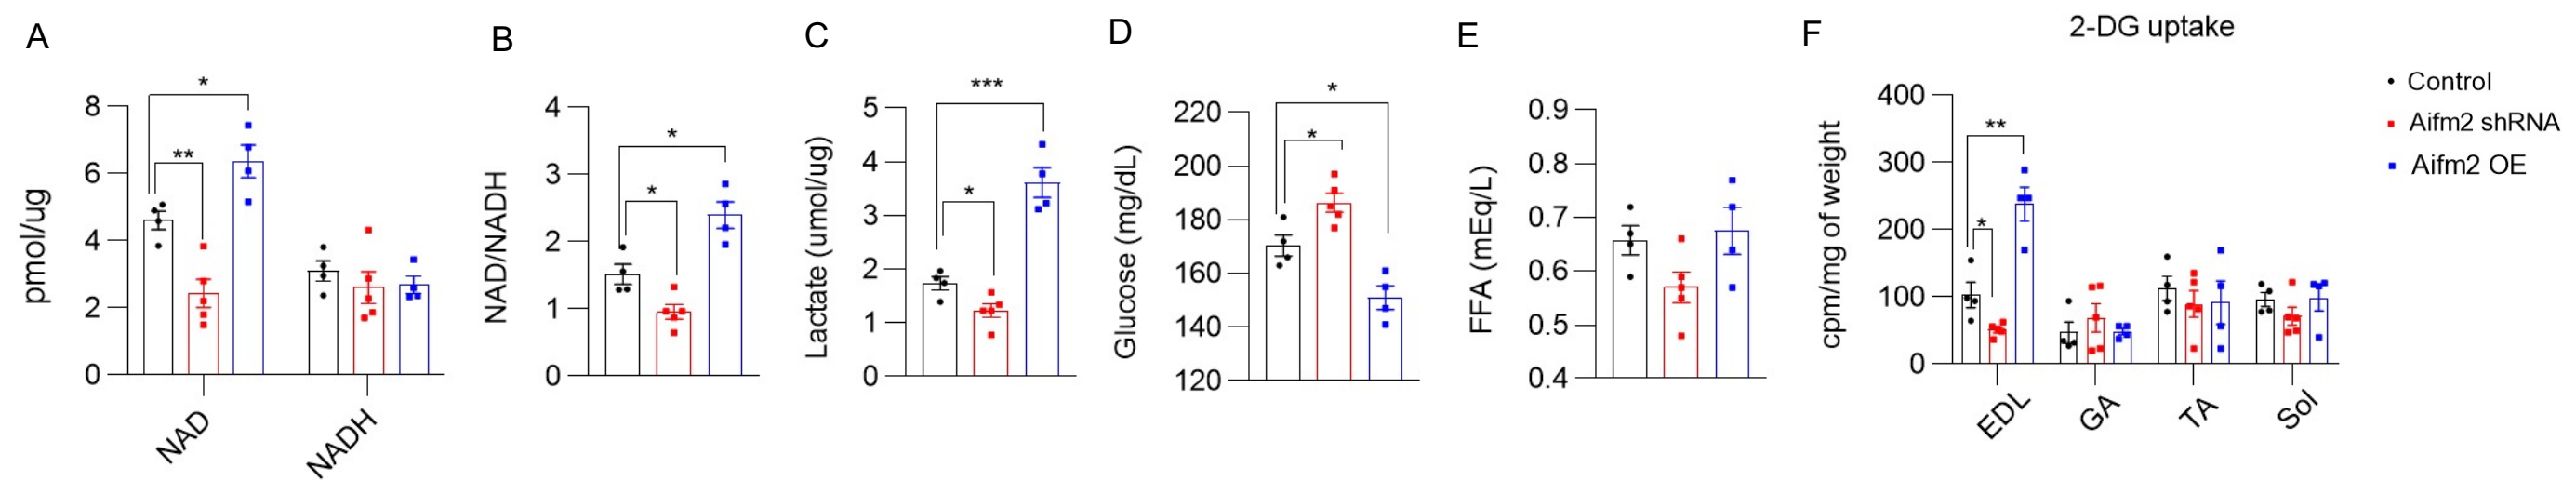 A
pmol/ug
8
6
4
2
0
*
**
NAD
NADH
B
NAD/NADH
4
3
2
1
0
*
*
C
Lactate (umol/ug)
5
4
3
2
1
0
***
*
D
Glucose (mg/dL)
220
200
180
160
140
120
*
*
E
FFA (mEq/L)
0.9
0.8
0.7
0.6
0.5
0.4
F
2-DG uptake
cpm/mg of weight
400
300
200
100
0
**
*
EDL
GA
TA
Sol
Control
Aifm2 shRNA
Aifm2 OE